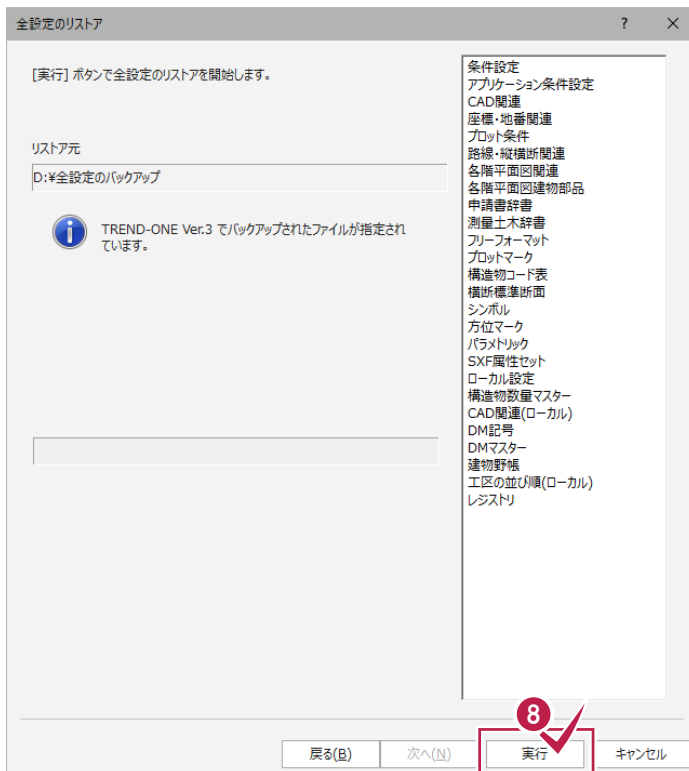 全設定のリストア
?
×
[実行] ボタンで全設定のリストアを開始します。
リストア元
D:¥全設定のバックアップ
TREND-ONE Ver.3 でバックアップされたファイルが指定され
ています。
条件設定
アプリケーション条件設定
CAD関連
座標・地番関連
プロット条件
路線・縦横断関連
各階平面図関連
各階平面図建物部品
申請書辞書
測量土木辞書
フリーフォーマット
プロットマーク
構造物コード表
横断標準断面
シンボル
方位マーク
パラメトリック
SXF属性セット
ローカル設定
構造物数量マスター
CAD関連(ローカル)
DM記号
DMマスター
建物野帳
工区の並び順(ローカル)
レジストリ
8
戻る(B)
次へ(N)
実行
キャンセル